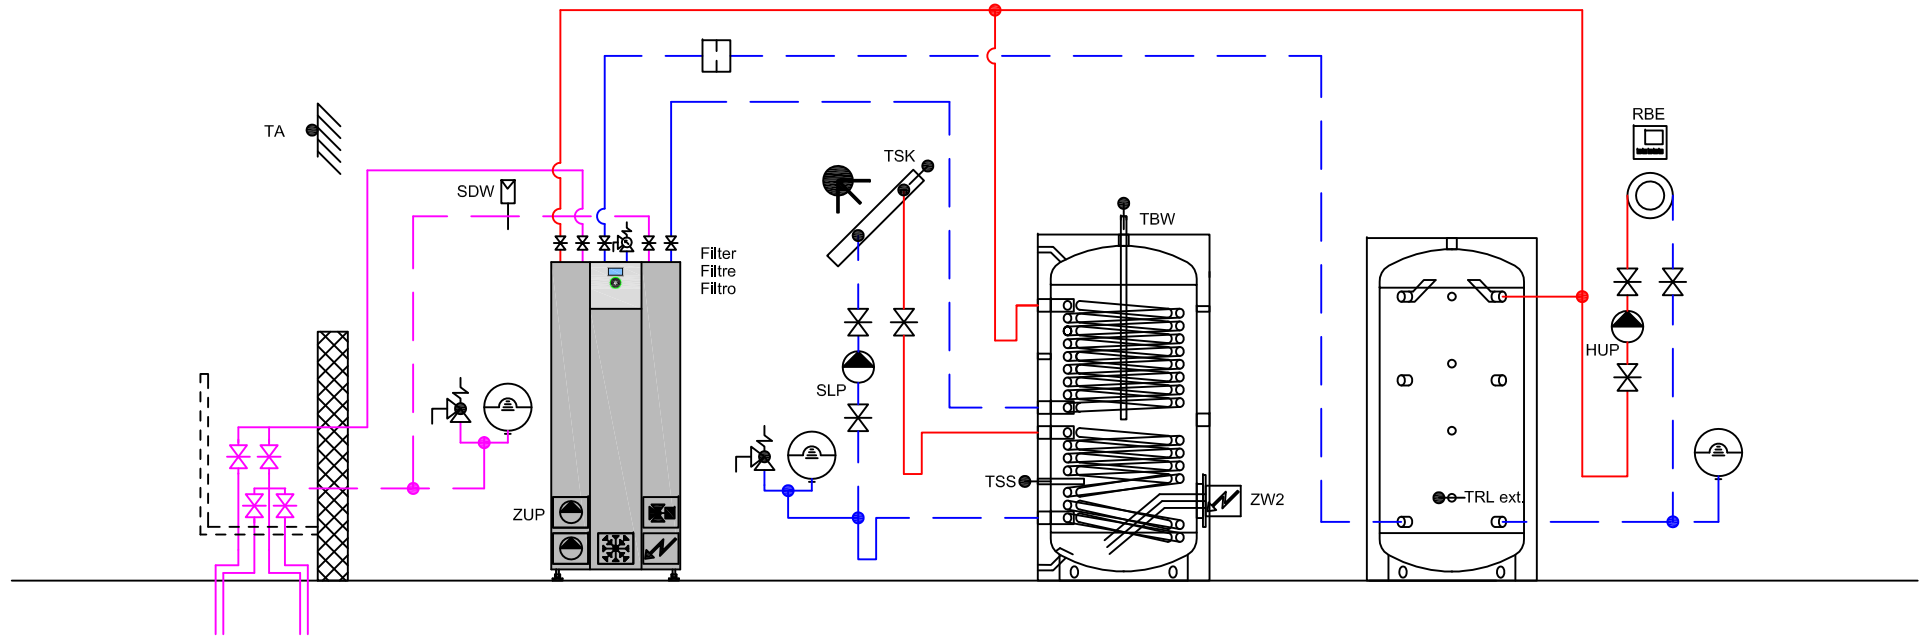 TA
SDW
Filter
Filtre
Filtro
ZUP
TSK
SLP
TBW
TSS
ZW2
RBE
HUP
TRL ext.